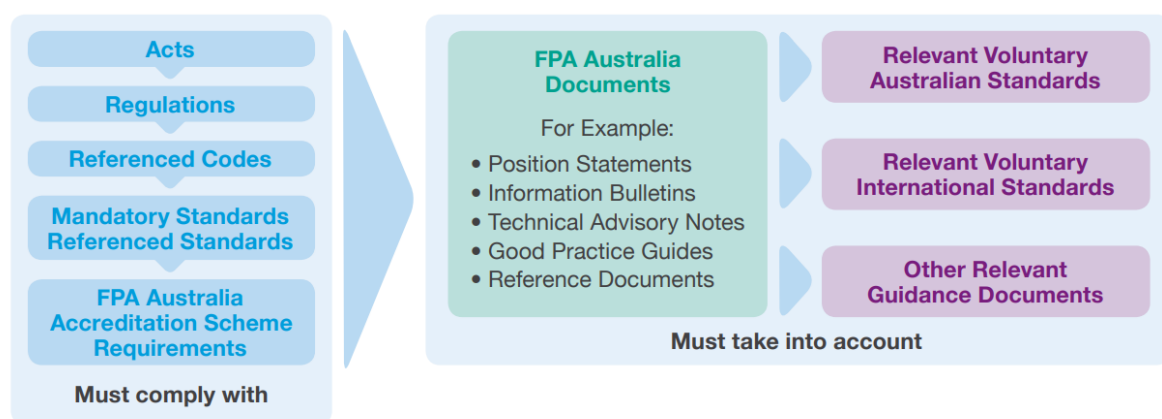 Acts
Regulations
Referenced Codes
Mandatory Standards
Referenced Standards
FPA Australia
Accreditation Scheme
Requirements
Must comply with
FPA Australia
Documents
For Example:
• Position Statements
• Information Bulletins
• Technical Advisory Notes
• Good Practice Guides
• Reference Documents
Relevant Voluntary
Australian Standards
Relevant Voluntary
International Standards
Other Relevant
Guidance Documents
Must take into account